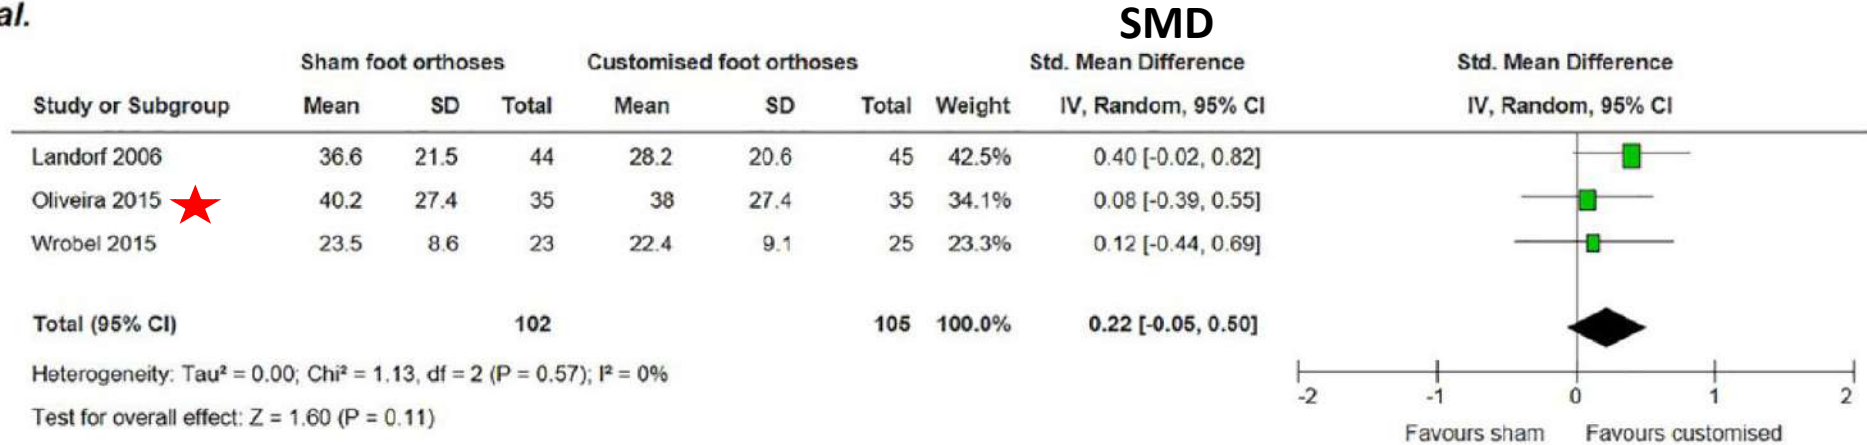 al.
SMD
Sham foot orthoses Customised foot orthoses Std. Mean Difference Std. Mean Difference
Study or Subgroup Mean SD Total Mean SD Total Weight IV, Random, 95% CI IV, Random, 95% CI
Landorf 2006 36.6 21.5 44 28.2 20.6 45 42.5% 0.40 [-0.02, 0.82]
Oliveira 2015 40.2 27.4 35 38 27.4 35 34.1% 0.08 [-0.39, 0.55]
Wrobel 2015 23.5 8.6 23 22.4 9.1 25 23.3% 0.12 [-0.44, 0.69]
Total (95% CI) 102 105 100.0% 0.22 [-0.05, 0.50]
Heterogeneity: Tau² = 0.00; Chi² = 1.13, df = 2 (P = 0.57); I² = 0%
Test for overall effect: Z = 1.60 (P = 0.11)
-2 -1 0 1 2
Favours sham Favours customised